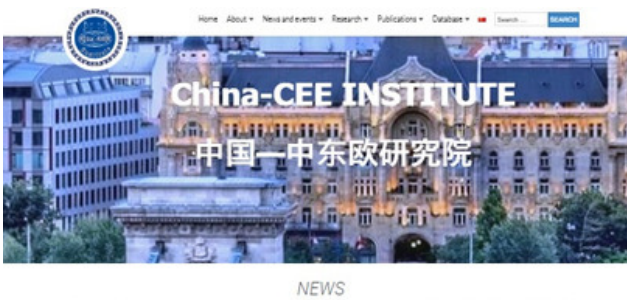 Home About News and events Research Publications Database Search ... SEARCH
China-CEE INSTITUTE
中国—中东欧研究院
NEWS